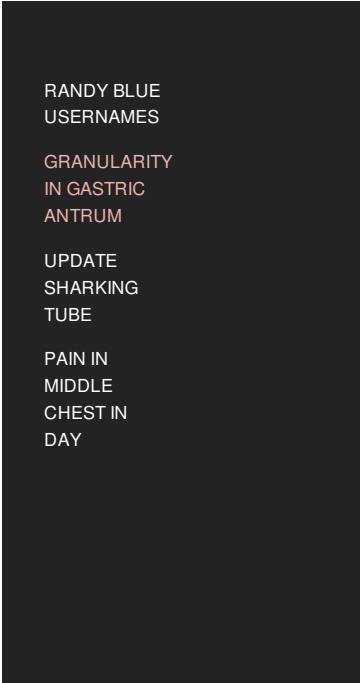 RANDY BLUE
USERNAMES
GRANULARITY
IN GASTRIC
ANTRUM
UPDATE
SHARKING
TUBE
PAIN IN
MIDDLE
CHEST IN
DAY